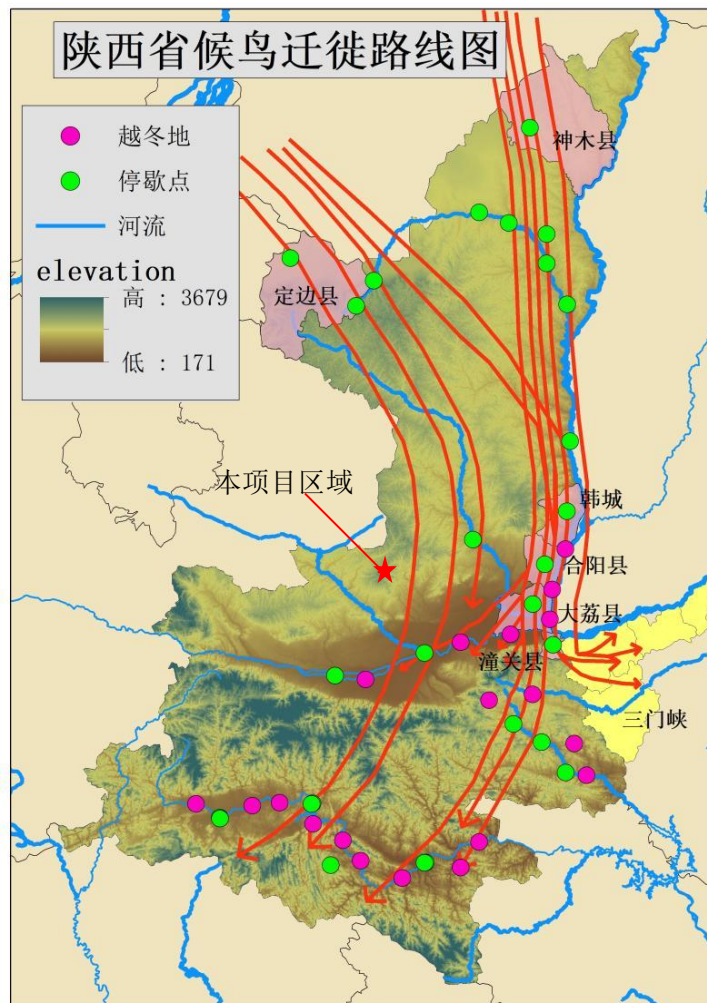 陕西省候鸟迁徙路线图
越冬地
停歇点
河流
elevation
高 : 3679
低 : 171
神木县
定边县
本项目区域
韩城
合阳县
大荔县
潼关县
三门峡